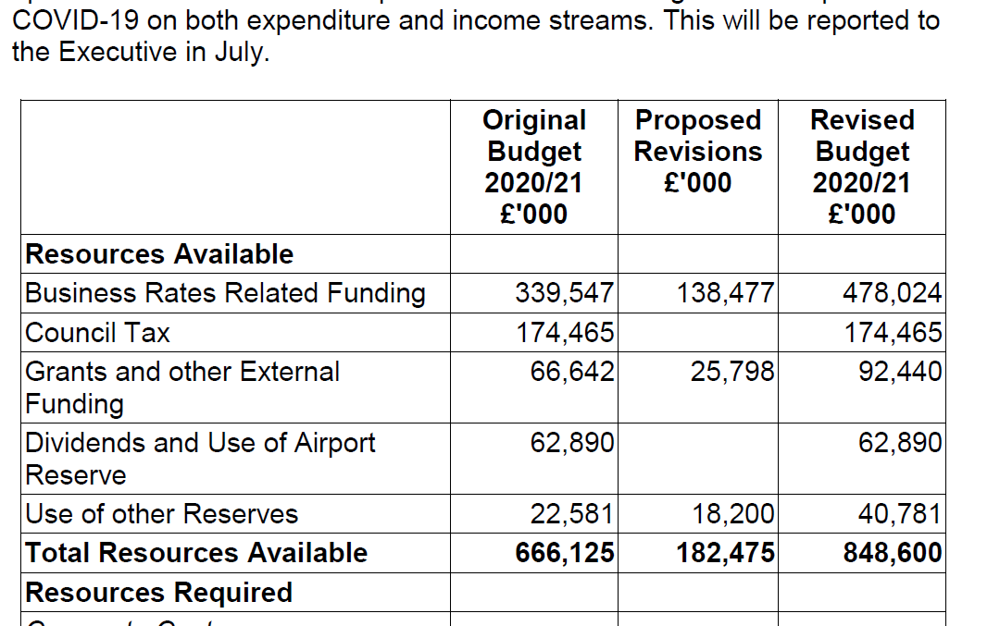 COVID-19 on both expenditure and income streams. This will be reported to
the Executive in July.
Original Budget 2020/21 £'000 Proposed Revisions £'000 Revised Budget 2020/21 £'000
Resources Available
Business Rates Related Funding 339,547 138,477 478,024
Council Tax 174,465 174,465
Grants and other External Funding 66,642 25,798 92,440
Dividends and Use of Airport Reserve 62,890 62,890
Use of other Reserves 22,581 18,200 40,781
Total Resources Available 666,125 182,475 848,600
Resources Required